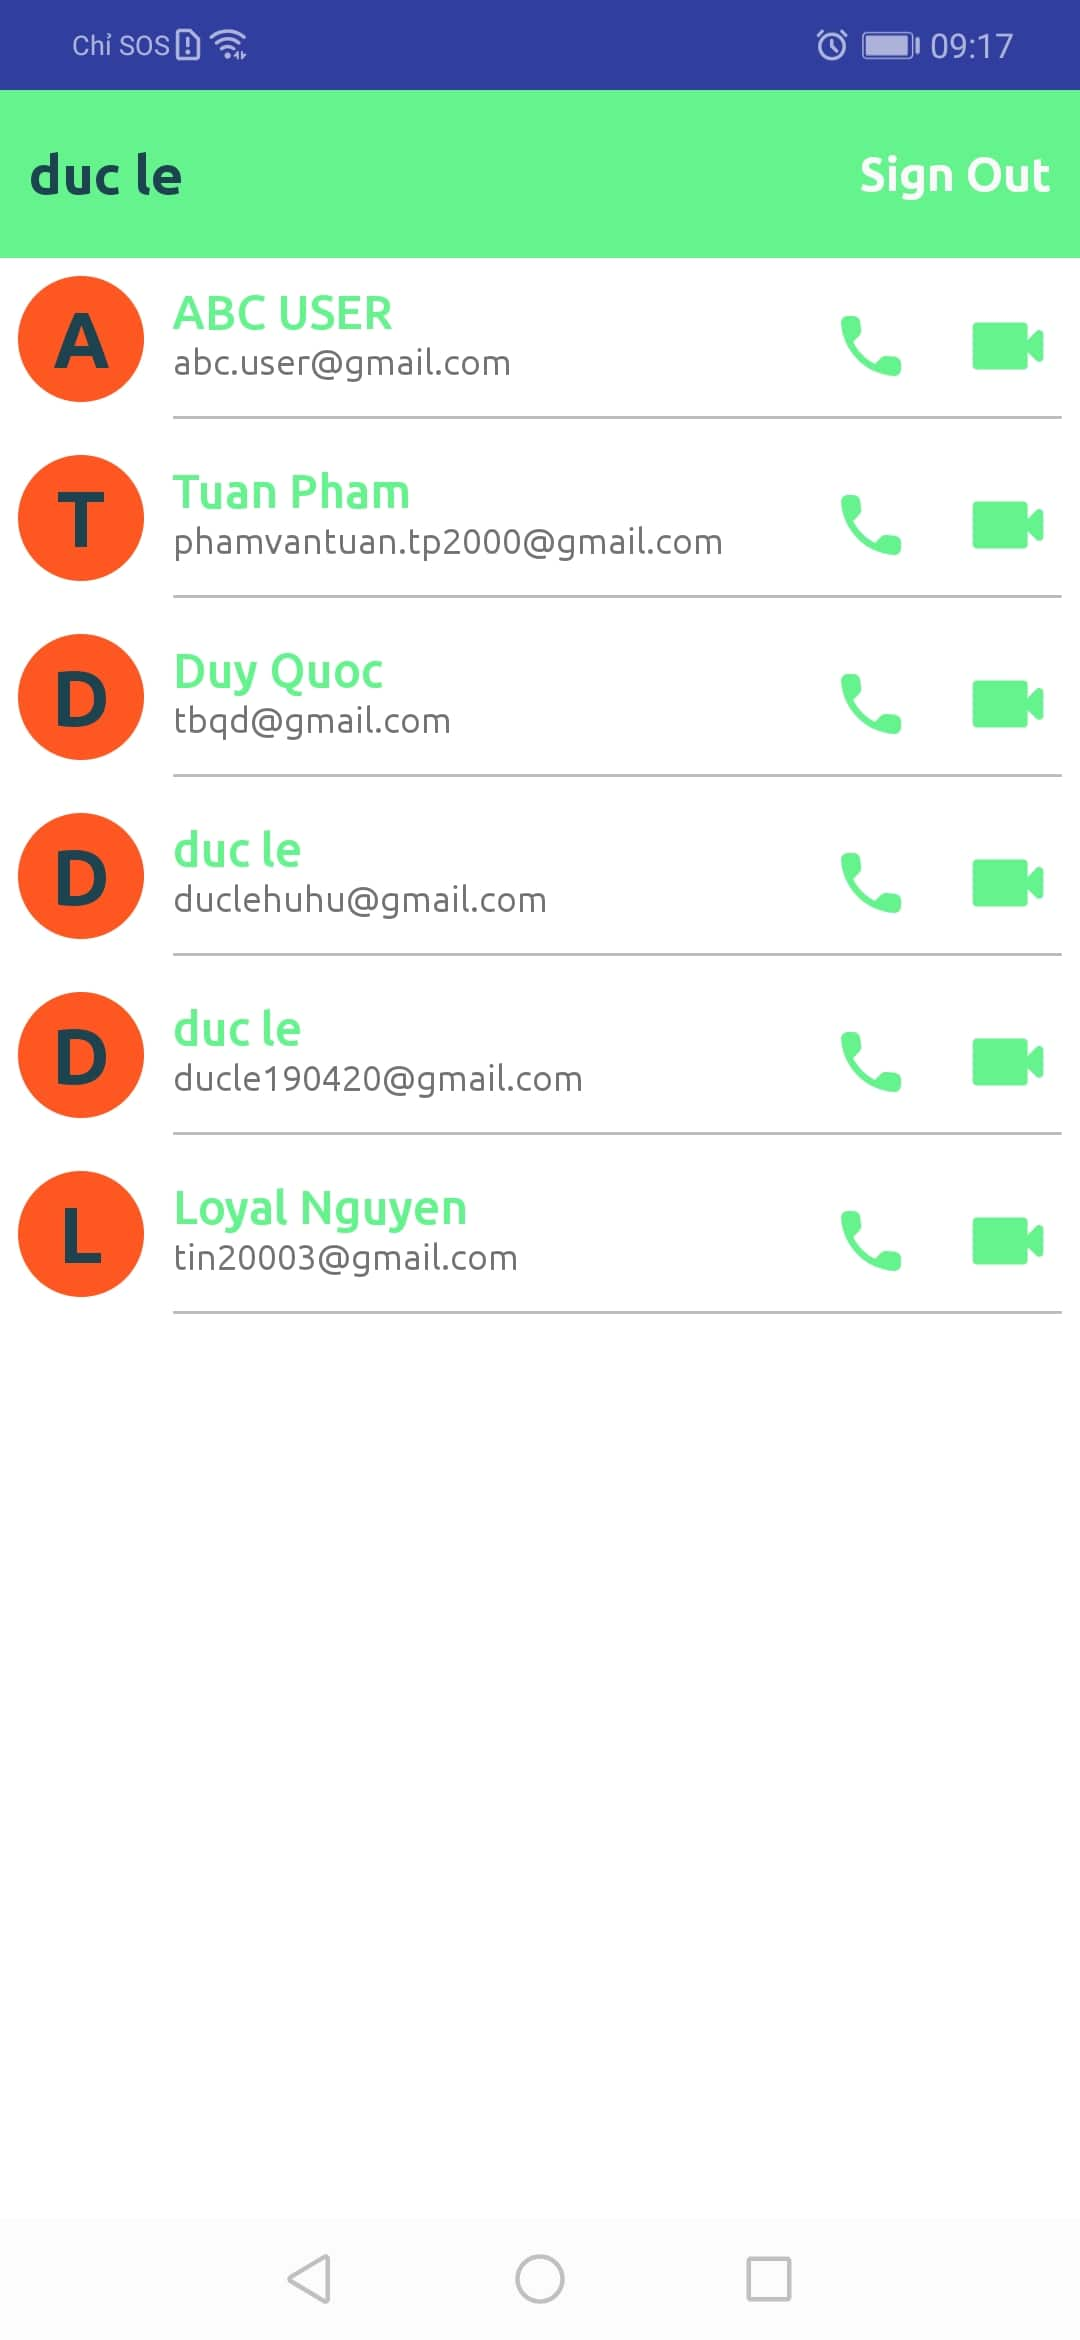 Chỉ SOS 09:17
duc le Sign Out
A ABC USER
abc.user@gmail.com
T Tuan Pham
phamvantuan.tp2000@gmail.com
D Duy Quoc
tbqd@gmail.com
D duc le
duclehuhu@gmail.com
D duc le
ducle190420@gmail.com
L Loyal Nguyen
tin20003@gmail.com